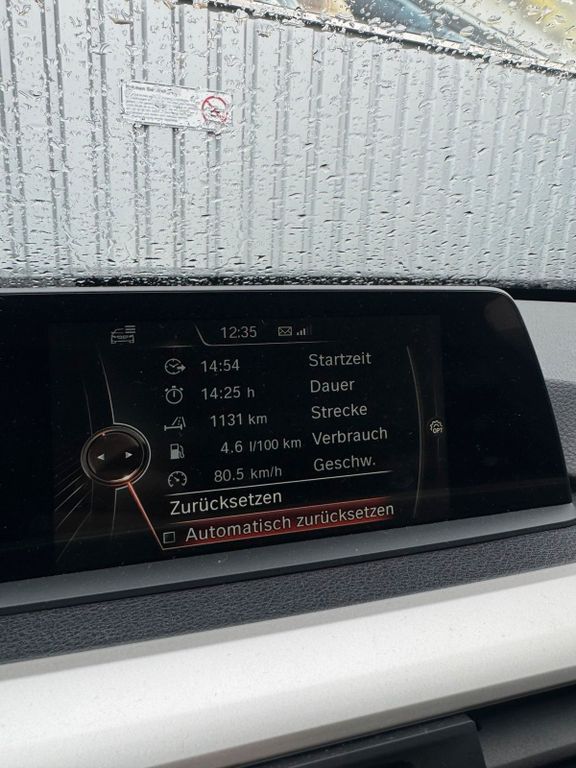 12:35
14:54 Startzeit
14:25 h Dauer
1131 km Strecke
4.6 l/100 km Verbrauch
80.5 km/h Geschw.
OPT
Zurücksetzen
Automatisch zurücksetzen